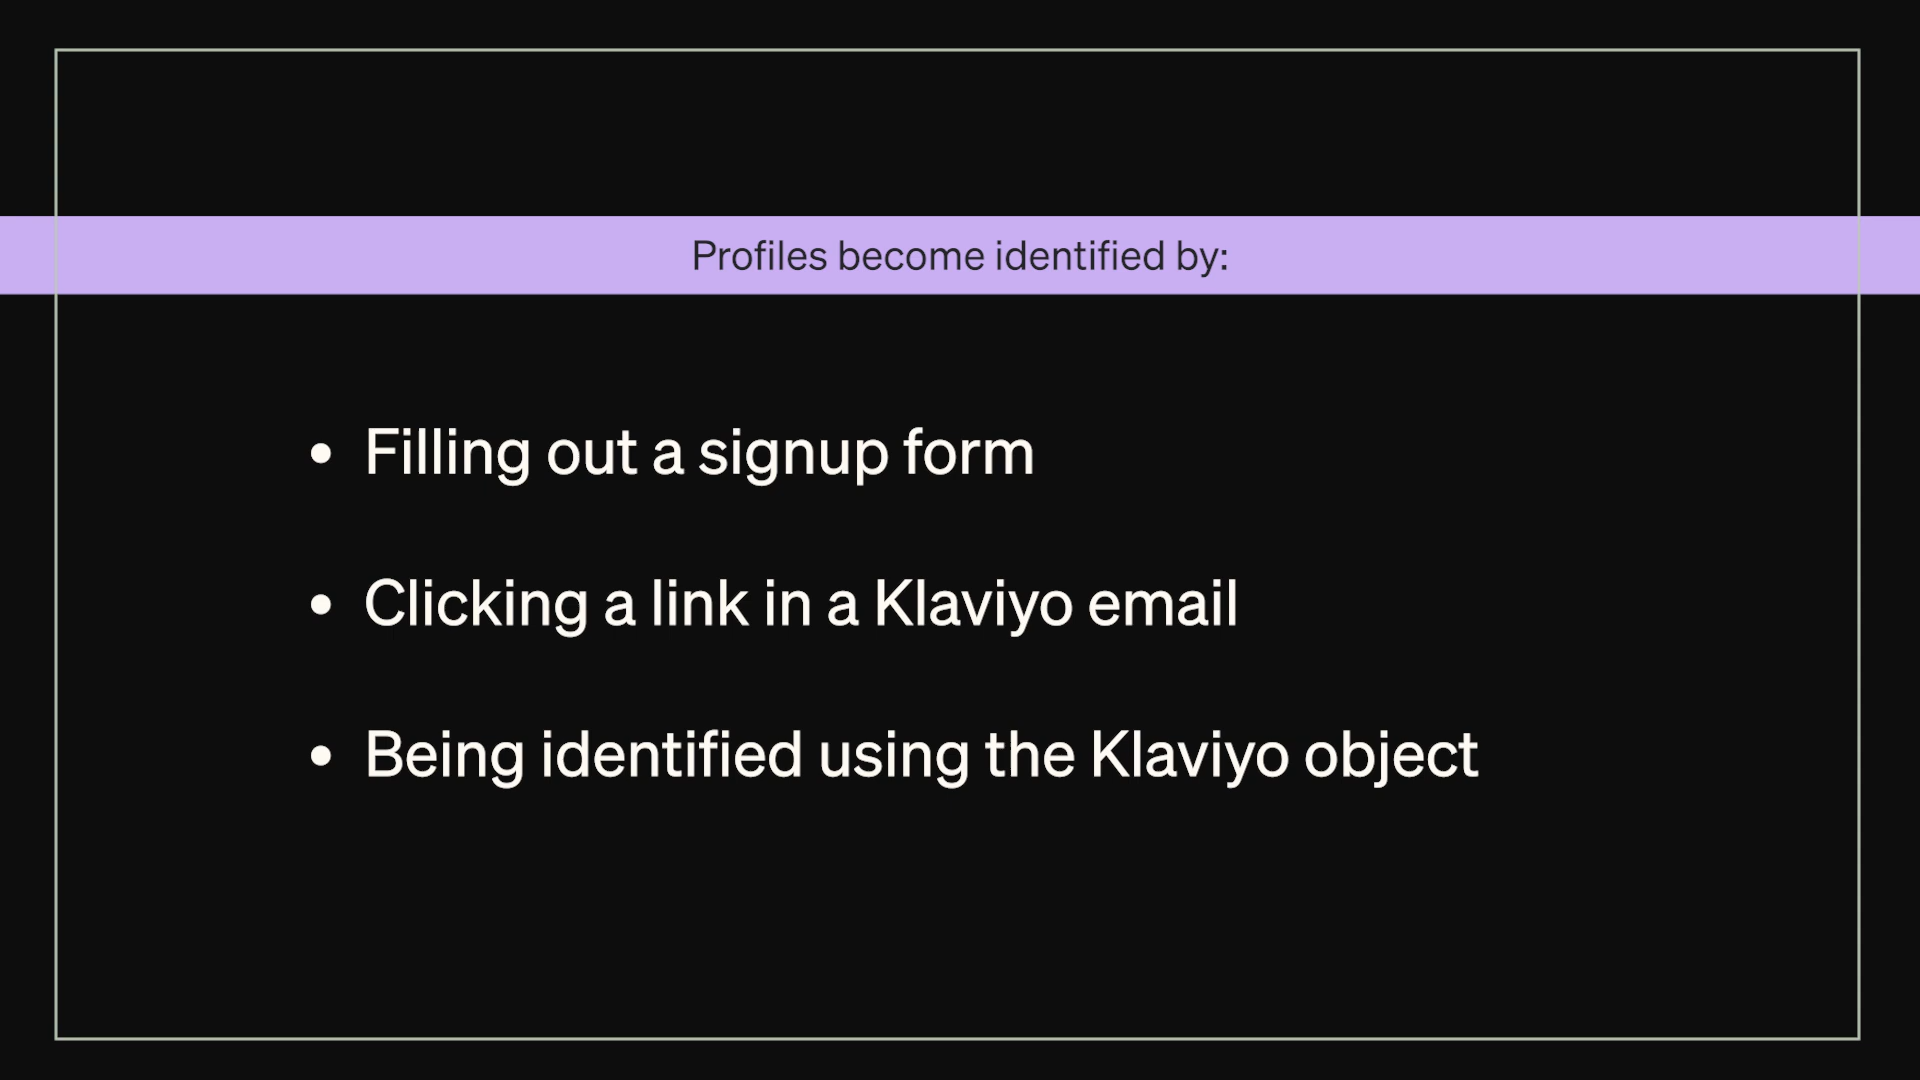 Profiles become identified by:
• Filling out a signup form
• Clicking a link in a Klaviyo email
• Being identified using the Klaviyo object